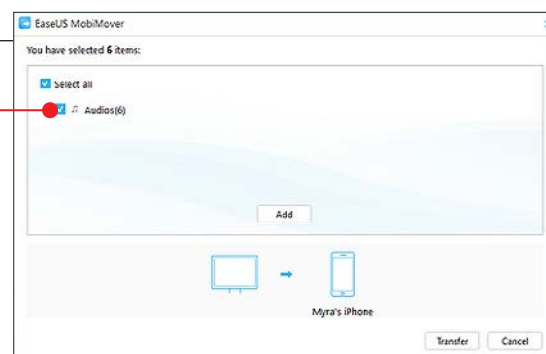 EaseUS MobiMover
You have selected 6 items:
Select all
Audios(6)
Add
Myra's iPhone
Transfer Cancel